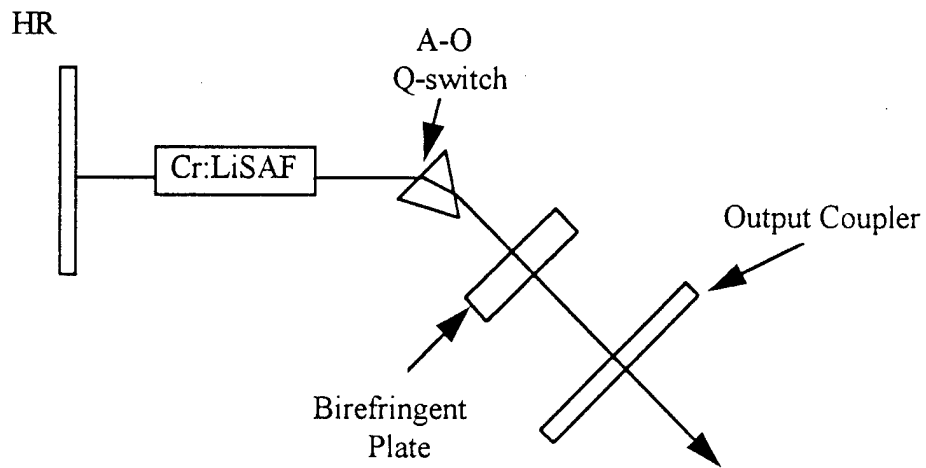 HR
A-O
Q-switch
Cr:LiSAF
Output Coupler
Birefringent
Plate